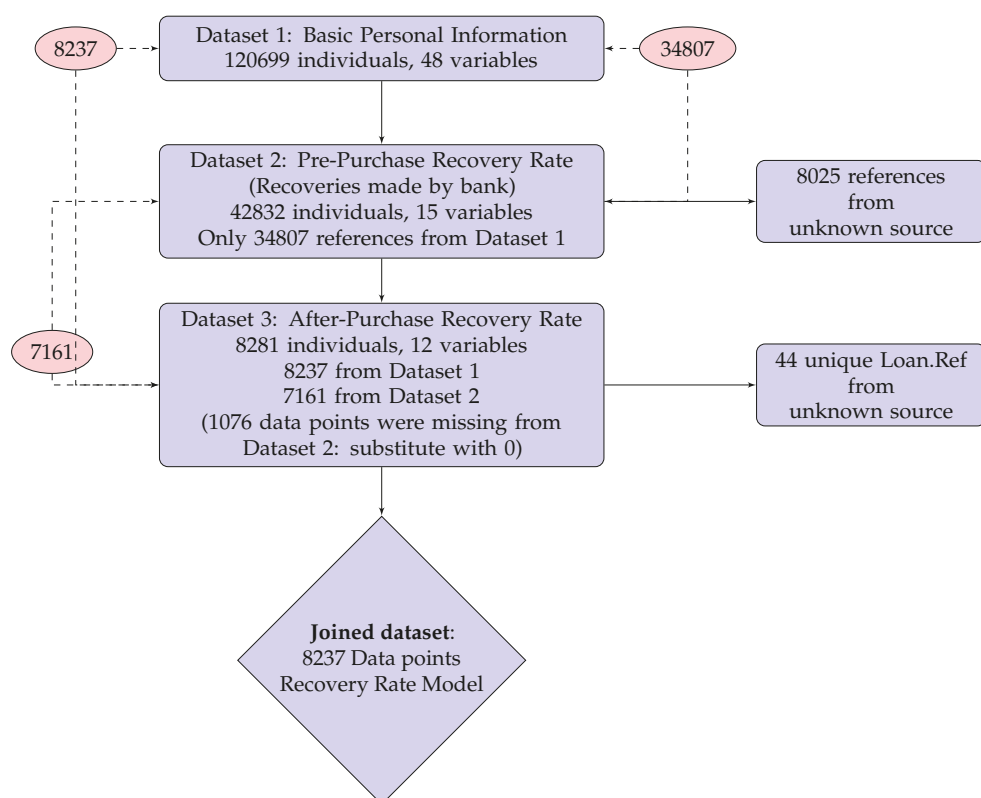 8237
Dataset 1: Basic Personal Information
120699 individuals, 48 variables
34807
Dataset 2: Pre-Purchase Recovery Rate
(Recoveries made by bank)
42832 individuals, 15 variables
Only 34807 references from Dataset 1
8025 references
from
unknown source
7161
Dataset 3: After-Purchase Recovery Rate
8281 individuals, 12 variables
8237 from Dataset 1
7161 from Dataset 2
(1076 data points were missing from
Dataset 2: substitute with 0)
44 unique Loan.Ref
from
unknown source
Joined dataset:
8237 Data points
Recovery Rate Model